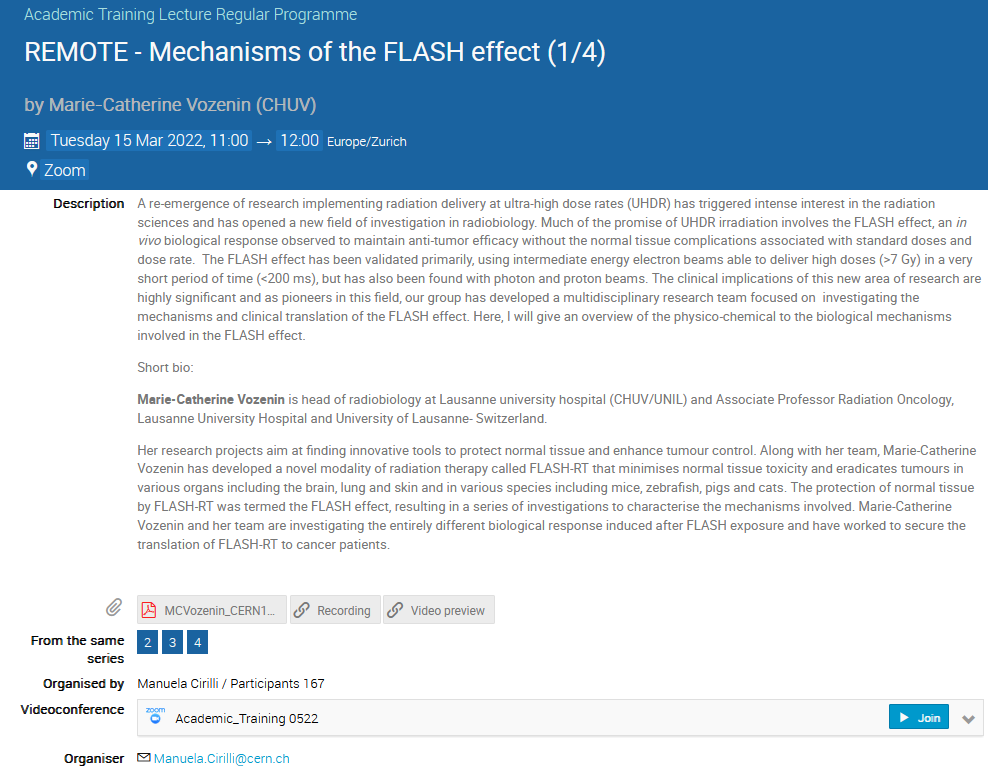 Academic Training Lecture Regular Programme
REMOTE - Mechanisms of the FLASH effect (1/4)
by Marie-Catherine Vozenin (CHUV)
Tuesday 15 Mar 2022, 11:00 → 12:00 Europe/Zurich
Zoom
Description
A re-emergence of research implementing radiation delivery at ultra-high dose rates (UHDR) has triggered intense interest in the radiation
sciences and has opened a new field of investigation in radiobiology. Much of the promise of UHDR irradiation involves the FLASH effect, an in
vivo biological response observed to maintain anti-tumor efficacy without the normal tissue complications associated with standard doses and
dose rate. The FLASH effect has been validated primarily, using intermediate energy electron beams able to deliver high doses (>7 Gy) in a very
short period of time (<200 ms), but has also been found with photon and proton beams. The clinical implications of this new area of research are
highly significant and as pioneers in this field, our group has developed a multidisciplinary research team focused on investigating the
mechanisms and clinical translation of the FLASH effect. Here, I will give an overview of the physico-chemical to the biological mechanisms
involved in the FLASH effect.
Short bio:
Marie-Catherine Vozenin is head of radiobiology at Lausanne university hospital (CHUV/UNIL) and Associate Professor Radiation Oncology,
Lausanne University Hospital and University of Lausanne- Switzerland.
Her research projects aim at finding innovative tools to protect normal tissue and enhance tumour control. Along with her team, Marie-Catherine
Vozenin has developed a novel modality of radiation therapy called FLASH-RT that minimises normal tissue toxicity and eradicates tumours in
various organs including the brain, lung and skin and in various species including mice, zebrafish, pigs and cats. The protection of normal tissue
by FLASH-RT was termed the FLASH effect, resulting in a series of investigations to characterise the mechanisms involved. Marie-Catherine
Vozenin and her team are investigating the entirely different biological response induced after FLASH exposure and have worked to secure the
translation of FLASH-RT to cancer patients.
MCVozenin_CERN1... Recording Video preview
From the same
series
2 3 4
Organised by Manuela Cirilli / Participants 167
Videoconference zoom Academic_Training 0522 Join
Organiser Manuela.Cirilli@cern.ch